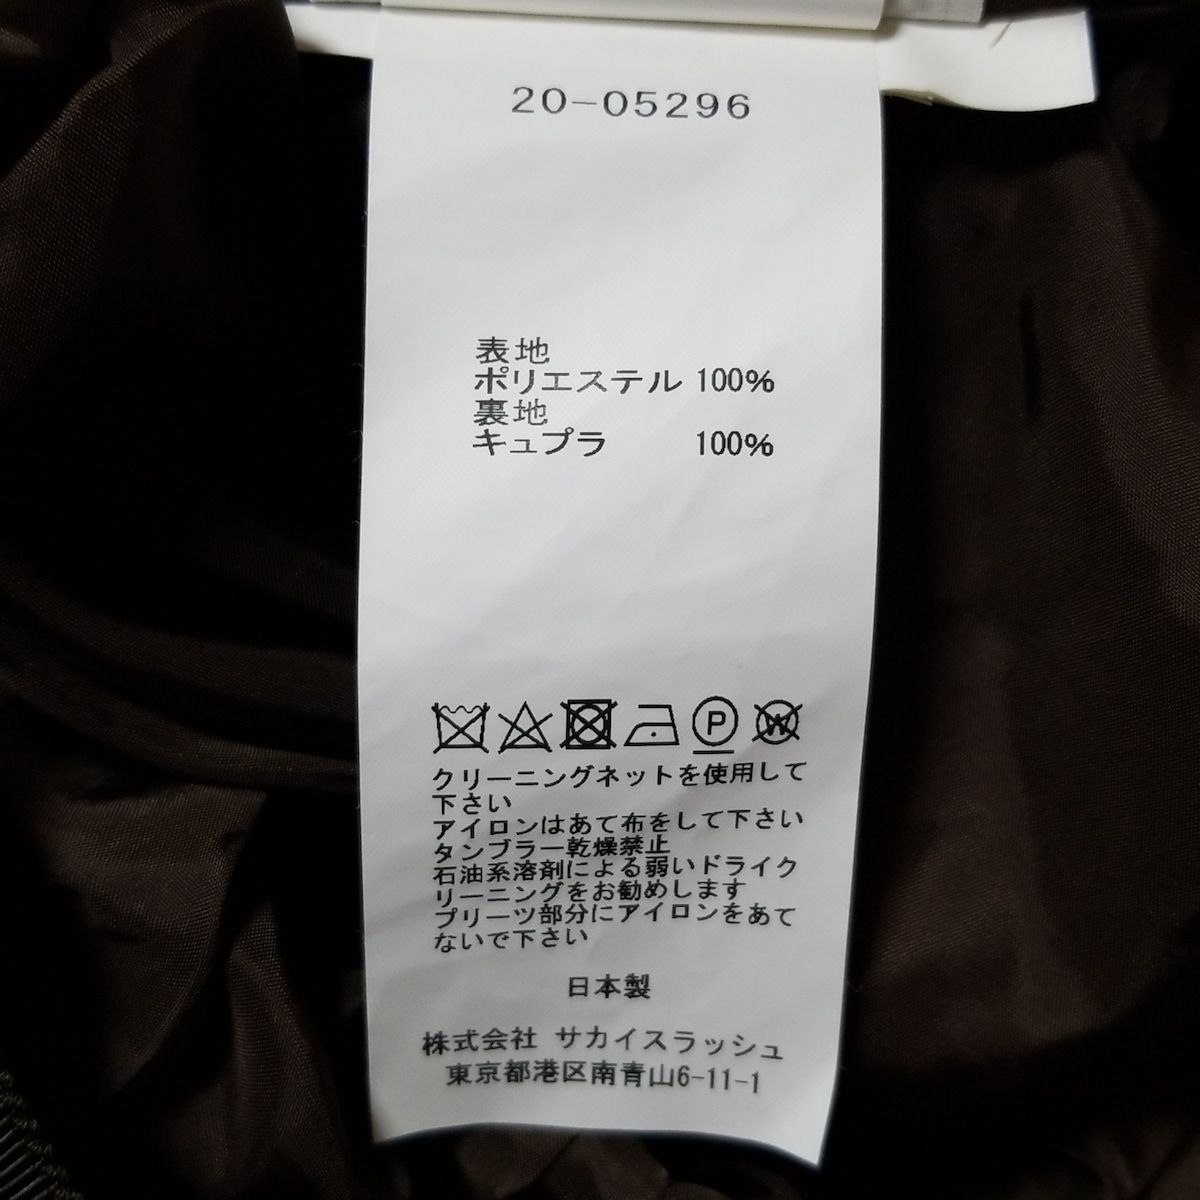 20-05296
表地
ポリエステル 100%
裏地
キュプラ 100%
P
W
クリーニングネットを使用して
下さい
アイロンはあて布をして下さい
タンブラー乾燥禁止
石油系溶剤による弱いドライク
リーニングをお勧めします
プリーツ部分にアイロンをあて
ないで下さい
日本製
株式会社 サカイスラッシュ
東京都港区南青山6-11-1